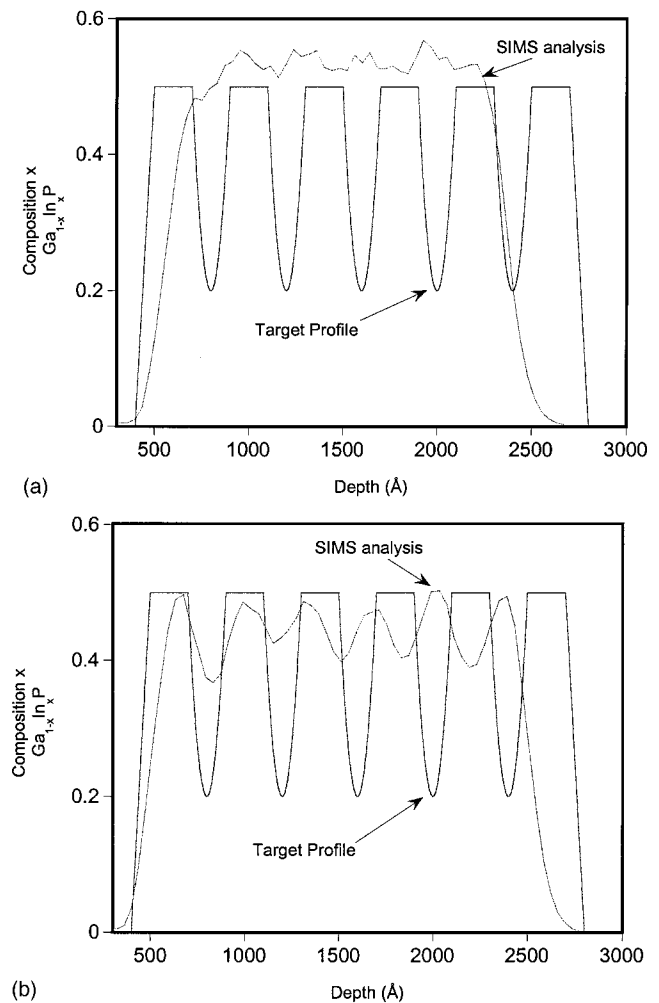 0.6
SIMS analysis
0.4
Composition x
Ga1-x InxP
0.2
Target Profile
0
500 1000 1500 2000 2500 3000
(a)
Depth (Å)
0.6
SIMS analysis
0.4
Composition x
Ga1-x InxP
0.2
Target Profile
0
500 1000 1500 2000 2500 3000
(b)
Depth (Å)